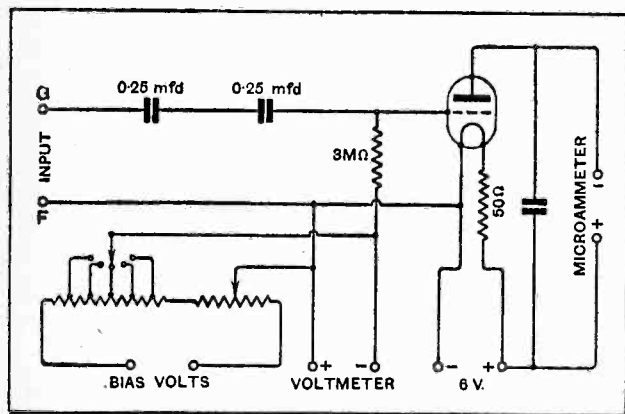 0·25 mfd
0·25 mfd
G
INPUT
F
3MΩ
50Ω
MICROAMMETER
-
+
BIAS VOLTS
+
VOLTMETER
-
-
6 V.
+